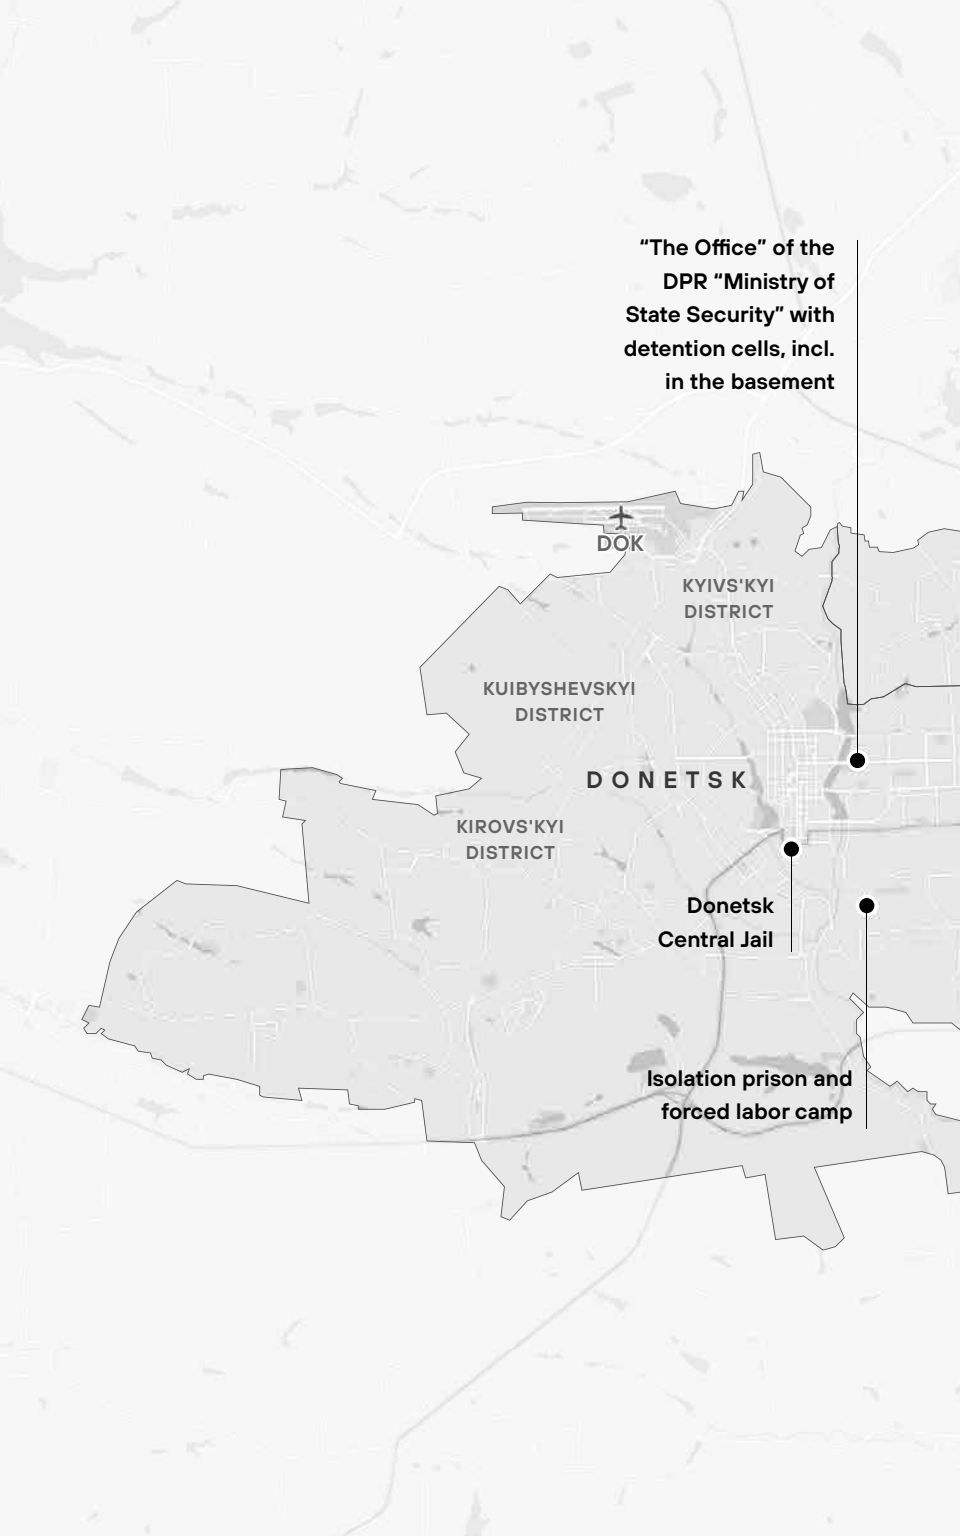 “The Office” of the
DPR “Ministry of
State Security” with
detention cells, incl.
in the basement
DOK
KYIVS'KYI
DISTRICT
KUIBYSHEVSKYI
DISTRICT
DONETSK
KIROVS'KYI
DISTRICT
Donetsk
Central Jail
Isolation prison and
forced labor camp